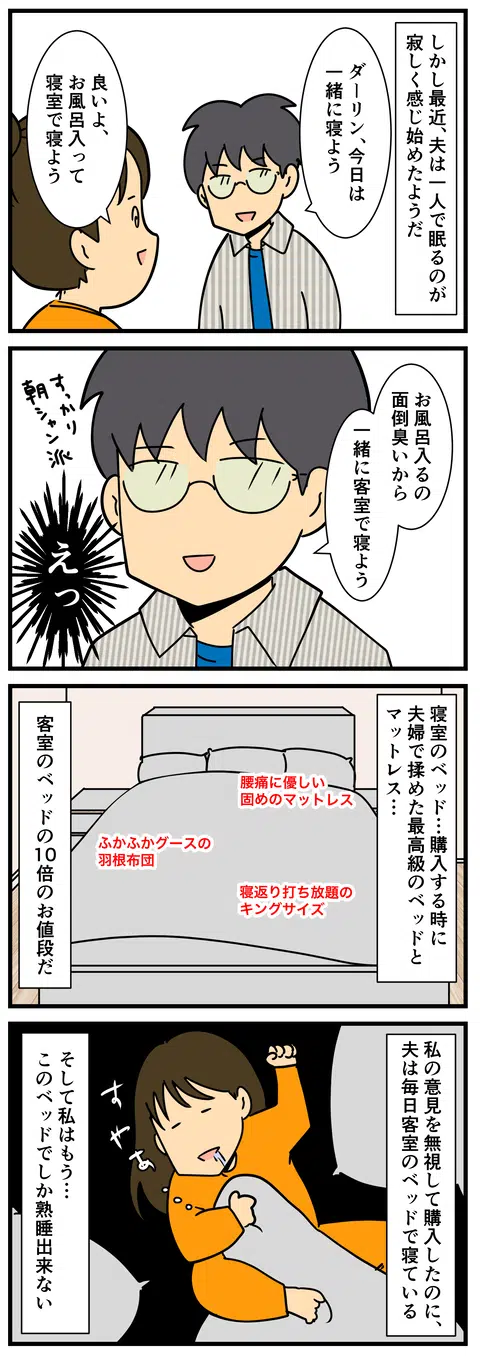 しかし最近、夫は一人で眠るのが
寂しく感じ始めたようだ
ダーリン、今日は
一緒に寝よう
良いよ、
お風呂入って
寝室で寝よう
お風呂入るの
面倒臭いから
一緒に客室で寝よう
すっかり
朝シャン派
えっ
寝室のベッド…購入する時に
夫婦で揉めた最高級のベッドと
マットレス…
腰痛に優しい
固めのマットレス
ふかふかグースの
羽根布団
寝返り打ち放題の
キングサイズ
客室のベッドの10倍のお値段だ
私の意見を無視して購入したのに、
夫は毎日客室のベッドで寝ている
すやぁ
そして私はもう…
このベッドでしか熟睡出来ない